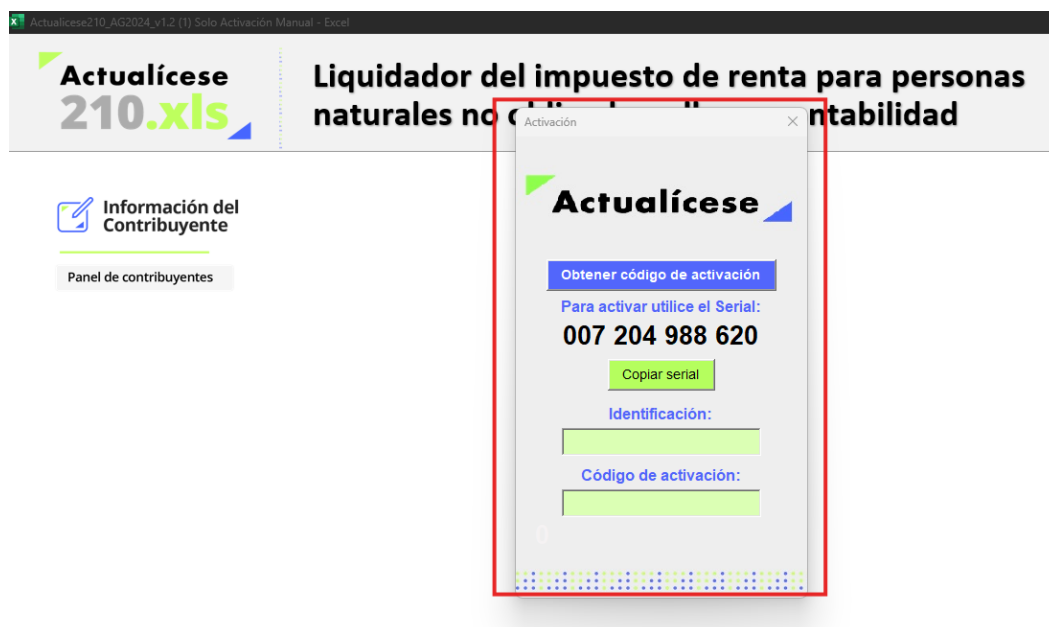 Actualicese210_AG2024_v1.2 (1) Solo Activación Manual - Excel
Actualícese
210.xls
Liquidador del impuesto de renta para personas
naturales no
ntabilidad
Información del
Contribuyente
Panel de contribuyentes
Activación
Actualícese
Obtener código de activación
Para activar utilice el Serial:
007 204 988 620
Copiar serial
Identificación:
Código de activación:
0